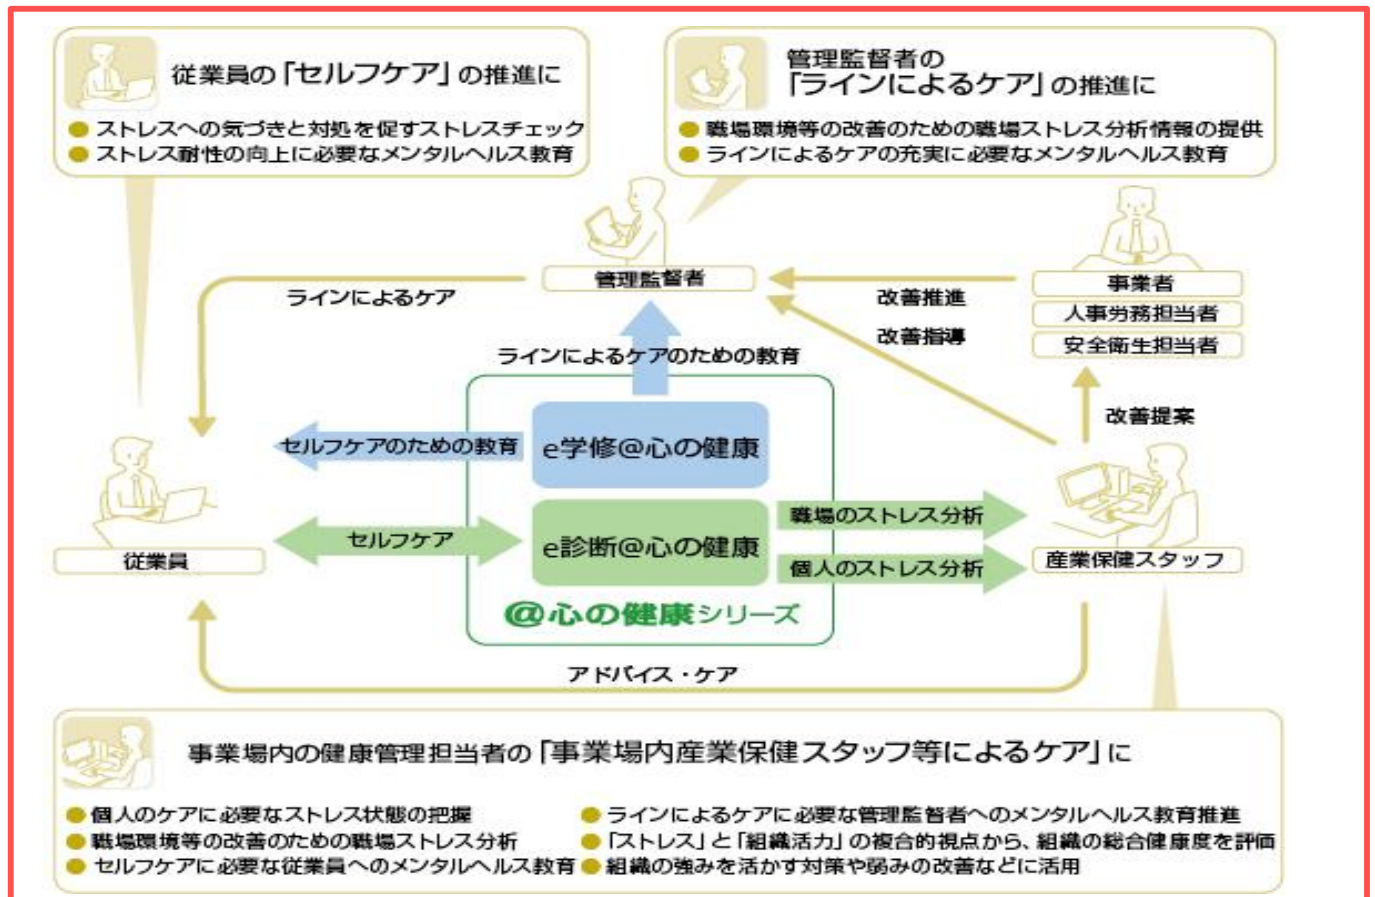 従業員の「セルフケア」の推進に
● ストレスへの気づきと対処を促すストレスチェック
● ストレス耐性の向上に必要なメンタルヘルス教育
管理監督者の
「ラインによるケア」の推進に
● 職場環境等の改善のための職場ストレス分析情報の提供
● ラインによるケアの充実に必要なメンタルヘルス教育
管理監督者
事業者
人事労務担当者
安全衛生担当者
ラインによるケア
改善推進
改善指導
ラインによるケアのための教育
改善提案
セルフケアのための教育
e学修@心の健康
職場のストレス分析
セルフケア
e診断@心の健康
個人のストレス分析
従業員
産業保健スタッフ
@心の健康シリーズ
アドバイス・ケア
事業場内の健康管理担当者の「事業場内産業保健スタッフ等によるケア」に
● 個人のケアに必要なストレス状態の把握
● 職場環境等の改善のための職場ストレス分析
● セルフケアに必要な従業員へのメンタルヘルス教育
● ラインによるケアに必要な管理監督者へのメンタルヘルス教育推進
● 「ストレス」と「組織活力」の複合的視点から、組織の総合健康度を評価
● 組織の強みを活かす対策や弱みの改善などに活用